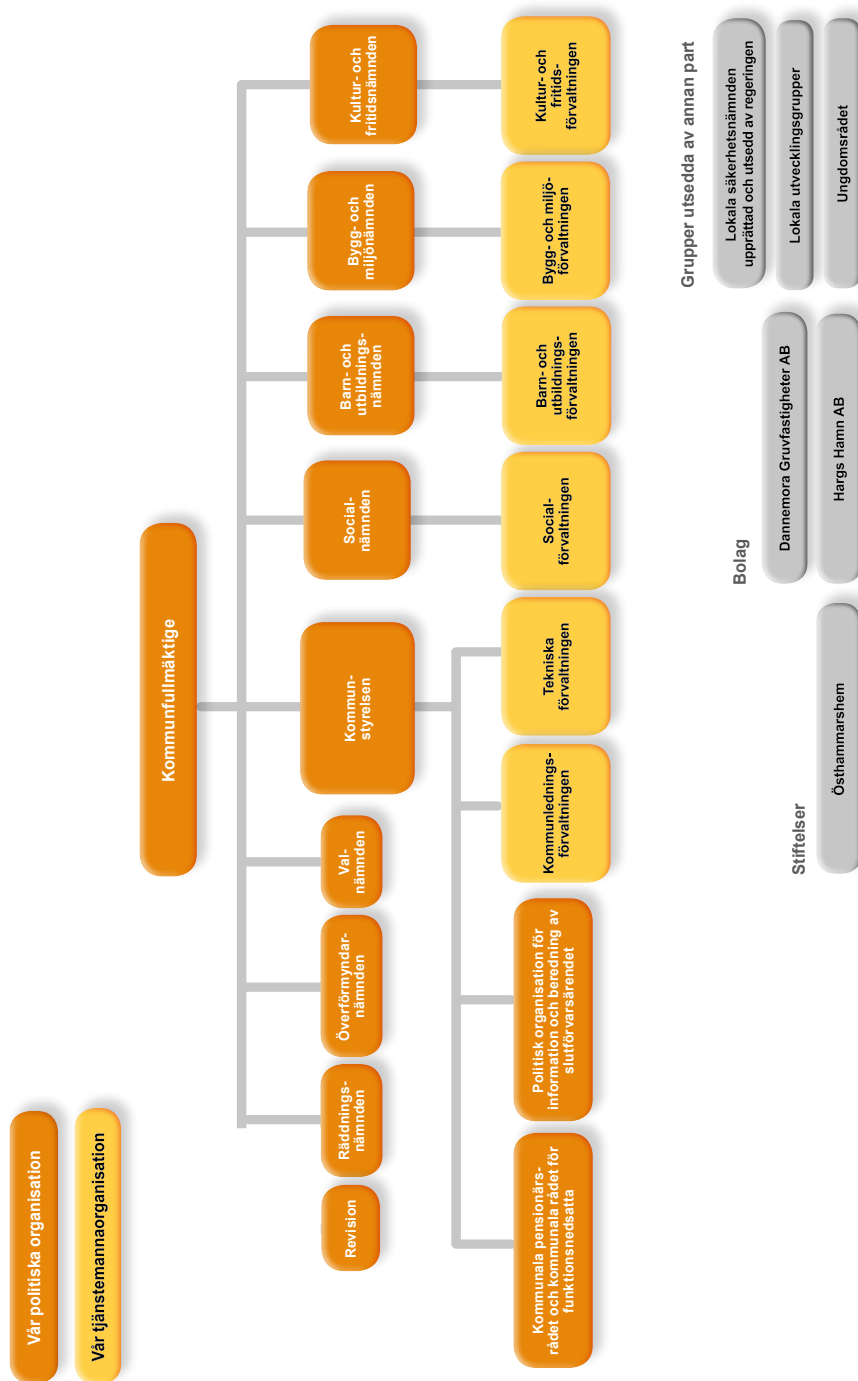 Vår politiska organisation
Vår tjänstemannaorganisation
Kommunfullmäktige
Revision
Räddnings-
nämnden
Överförmyndar-
nämnden
Val-
nämnden
Kommun-
styrelsen
Social-
nämnden
Barn- och
utbildnings-
nämnden
Bygg- och
miljönämnden
Kultur- och
fritidsnämnden
Kommunala pensionärs-
rådet och kommunala rådet för
funktionsnedsatta
Politisk organisation för
information och beredning av
slutförvarsärendet
Kommunlednings-
förvaltningen
Tekniska
förvaltningen
Social-
förvaltningen
Barn- och
utbildnings-
förvaltningen
Bygg- och miljö-
förvaltningen
Kultur- och
fritids-
förvaltningen
Stiftelser
Östhammarshem
Bolag
Dannemora Gruvfastigheter AB
Hargs Hamn AB
Grupper utsedda av annan part
Lokala säkerhetsnämnden
upprättad och utsedd av regeringen
Lokala utvecklingsgrupper
Ungdomsrådet